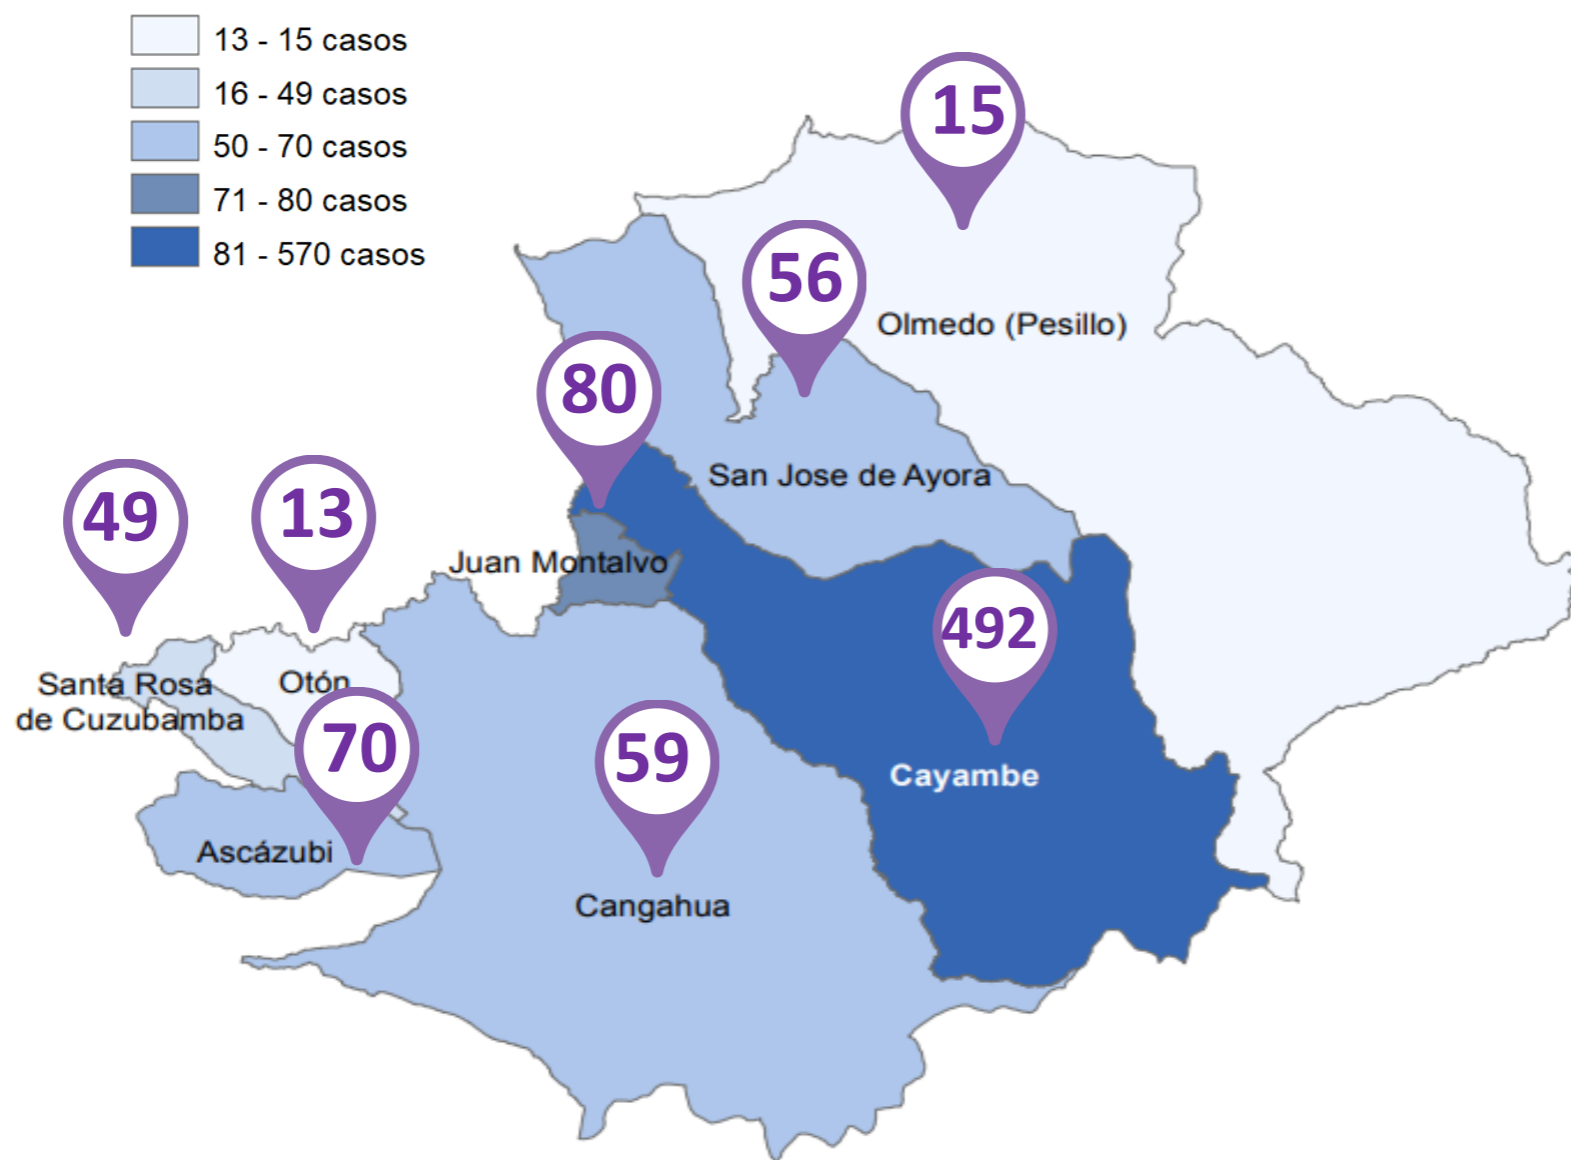 13 - 15 casos
16 - 49 casos
50 - 70 casos
71 - 80 casos
81 - 570 casos
15
56
Olmedo (Pesillo)
80
San Jose de Ayora
49
13
Juan Montalvo
492
Santa Rosa
de Cuzubamba
Otón
70
59
Cayambe
Ascázubi
Cangahua